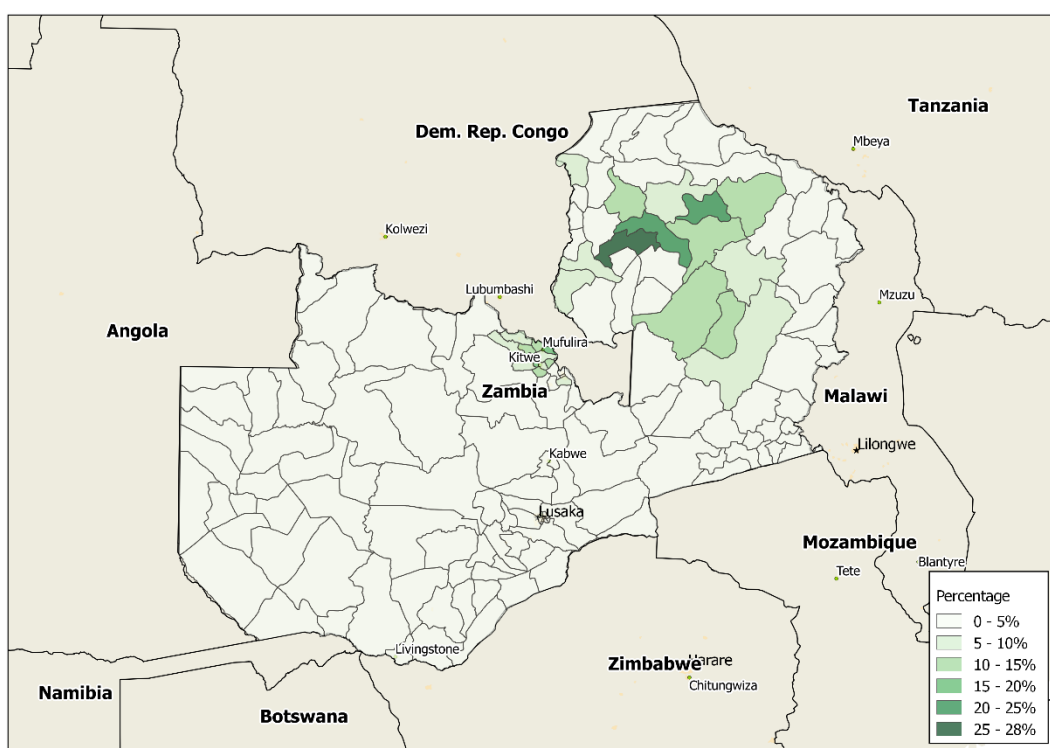 Tanzania
Dem. Rep. Congo
Mbeya
Kolwezi
Lubumbashi
Mzuzu
Angola
Mufulira
Kitwe
Zambia
Malawi
Lilongwe
Kabwe
Lusaka
Mozambique
Blantyre
Tete
Percentage
0 - 5%
5 - 10%
10 - 15%
15 - 20%
20 - 25%
25 - 28%
Livingstone
Zimbabwe
Harare
Chitungwiza
Namibia
Botswana